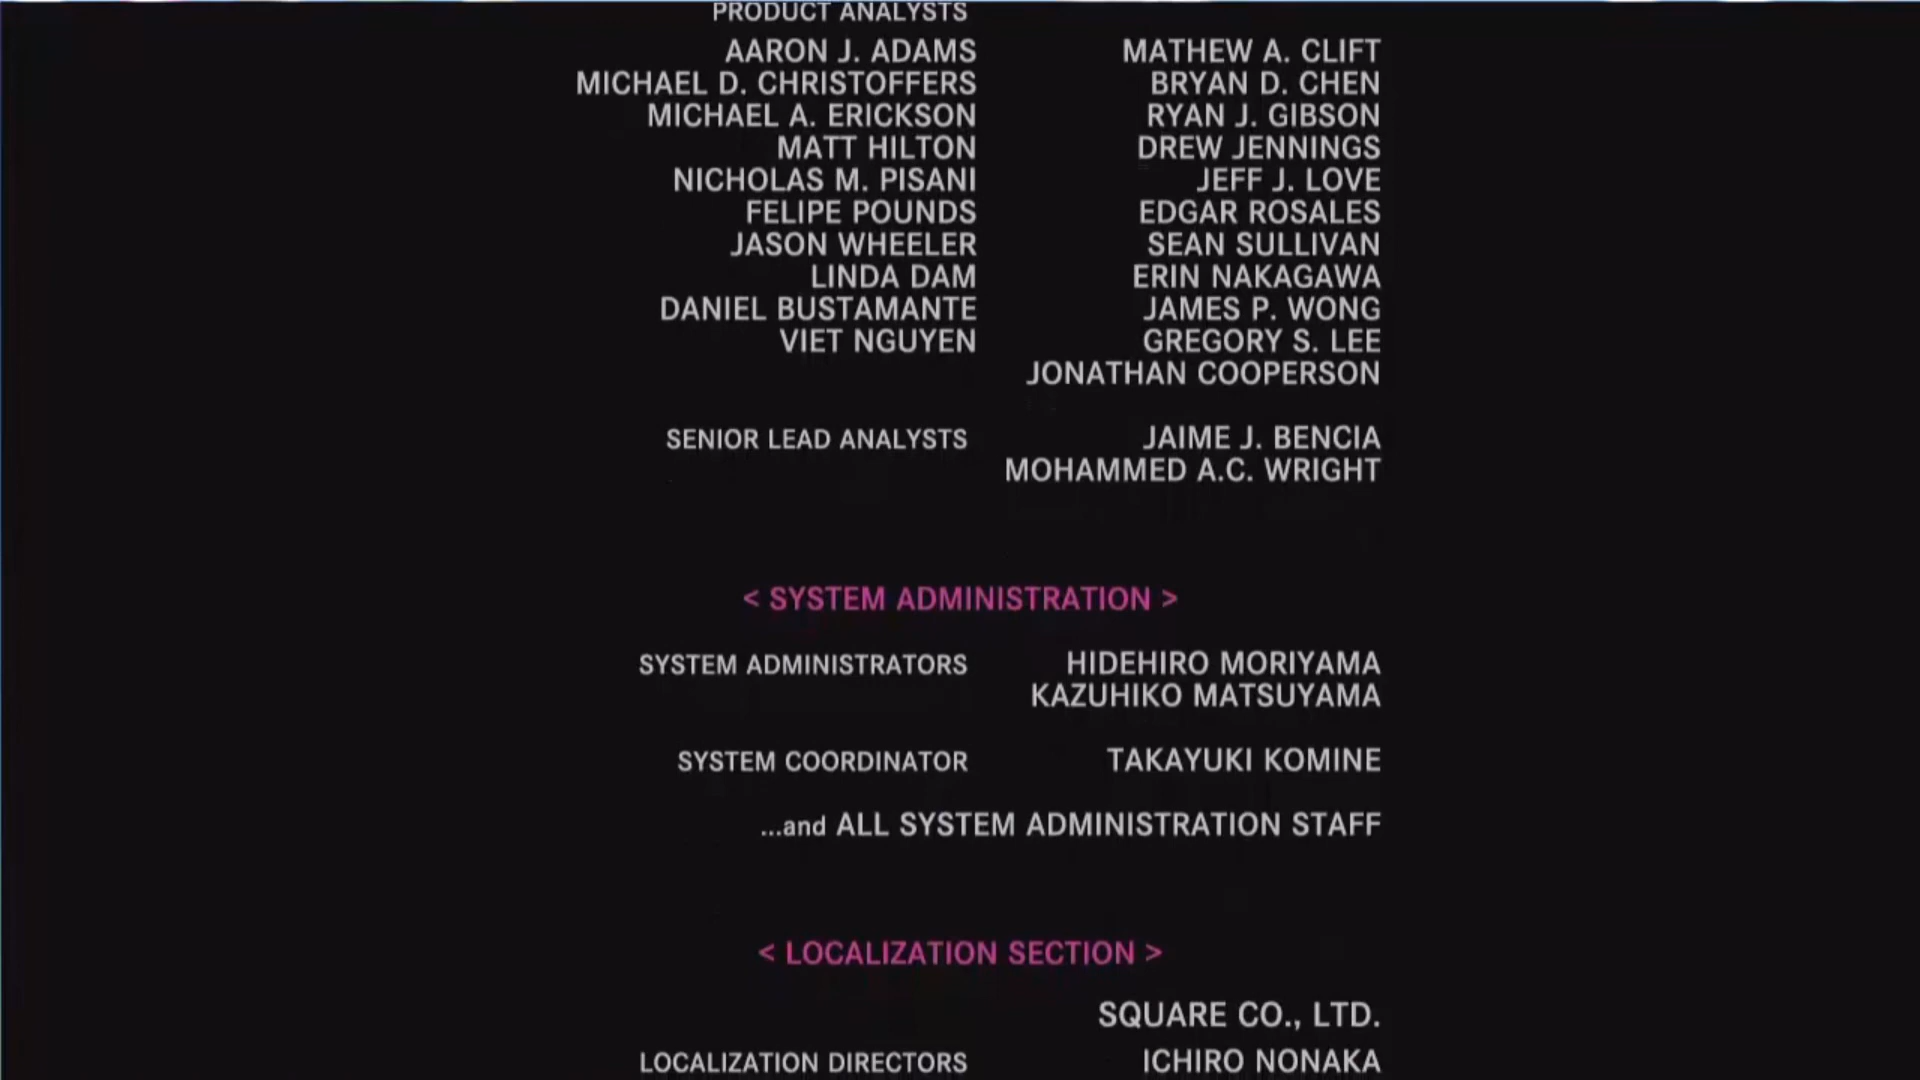 PRODUCT ANALYSTS
AARON J. ADAMS MATHEW A. CLIFT
MICHAEL D. CHRISTOFFERS BRYAN D. CHEN
MICHAEL A. ERICKSON RYAN J. GIBSON
MATT HILTON DREW JENNINGS
NICHOLAS M. PISANI JEFF J. LOVE
FELIPE POUNDS EDGAR ROSALES
JASON WHEELER SEAN SULLIVAN
LINDA DAM ERIN NAKAGAWA
DANIEL BUSTAMANTE JAMES P. WONG
VIET NGUYEN GREGORY S. LEE
JONATHAN COOPERSON
SENIOR LEAD ANALYSTS JAIME J. BENCIA
MOHAMMED A.C. WRIGHT
< SYSTEM ADMINISTRATION >
SYSTEM ADMINISTRATORS HIDEHIRO MORIYAMA
KAZUHIKO MATSUYAMA
SYSTEM COORDINATOR TAKAYUKI KOMINE
...and ALL SYSTEM ADMINISTRATION STAFF
< LOCALIZATION SECTION >
SQUARE CO., LTD.
LOCALIZATION DIRECTORS ICHIRO NONAKA